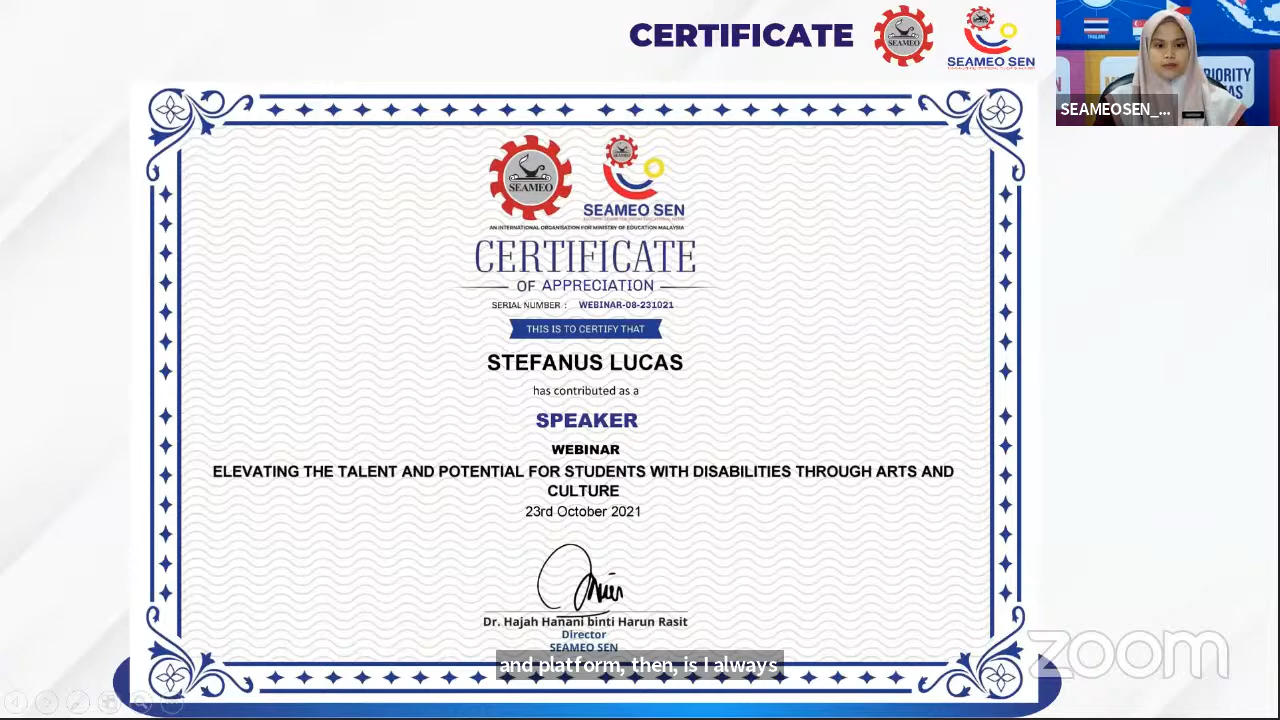 CERTIFICATE
SEAMEO
SEAMEO SEN
THAILAND
PRIORITY
SEAMEOSEN_...
SEAMEO
SEAMEO
SEAMEO SEN
AN INTERNATIONAL ORGANISATION FOR MINISTRY OF EDUCATION MALAYSIA
CERTIFICATE
OF APPRECIATION
SERIAL NUMBER : WEBINAR-08-231021
THIS IS TO CERTIFY THAT
STEFANUS LUCAS
has contributed as a
SPEAKER
WEBINAR
ELEVATING THE TALENT AND POTENTIAL FOR STUDENTS WITH DISABILITIES THROUGH ARTS AND
CULTURE
23rd October 2021
Dr. Hajah Hanani binti Harun Rasit
Director
SEAMEO SEN
and platform, then, is I always
zoom